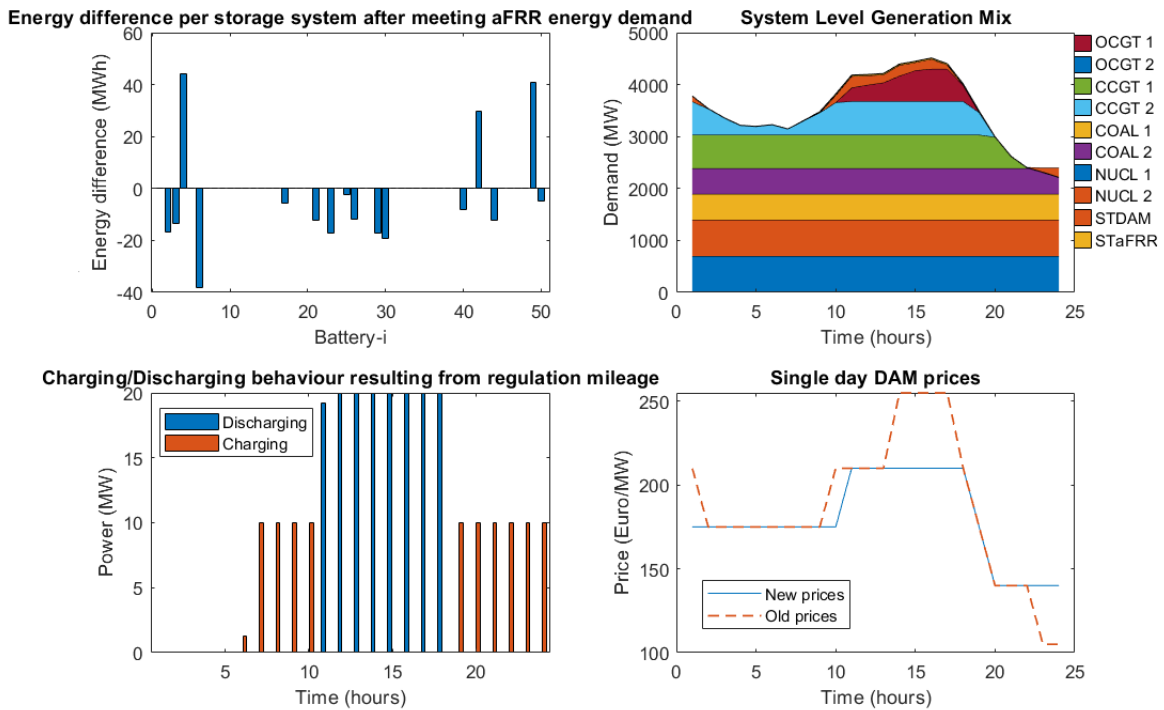 Energy difference per storage system after meeting aFRR energy demand
60
40
20
0
-20
-40
0 10 20 30 40 50
Energy difference (MWh)
Battery-i
System Level Generation Mix
5000
4000
3000
2000
1000
0
0 5 10 15 20 25
Demand (MW)
Time (hours)
OCGT 1
OCGT 2
CCGT 1
CCGT 2
COAL 1
COAL 2
NUCL 1
NUCL 2
STDAM
STaFRR
Charging/Discharging behaviour resulting from regulation mileage
20
15
10
5
0
5 10 15 20
Power (MW)
Time (hours)
Discharging
Charging
Single day DAM prices
250
200
150
100
0 5 10 15 20 25
Price (Euro/MW)
Time (hours)
New prices
Old prices